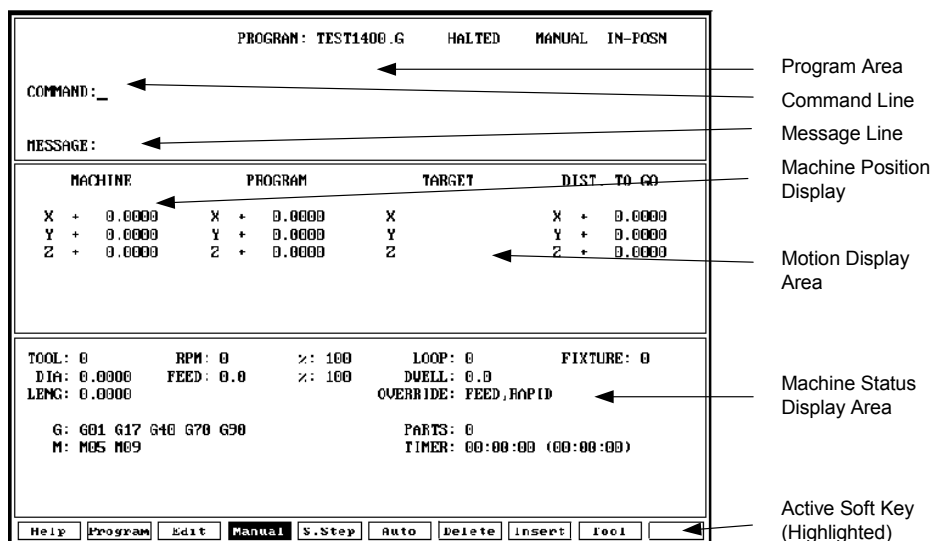 PROGRAM: TEST1400.G HALTED MANUAL IN-POSN
Program Area
COMMAND:_
Command Line
MESSAGE:
Message Line
MACHINE PROGRAM TARGET DIST. TO GO
Machine Position
Display
X + 0.0000 X + 0.0000 X X + 0.0000
Y + 0.0000 Y + 0.0000 Y Y + 0.0000
Z + 0.0000 Z + 0.0000 Z Z + 0.0000
Motion Display
Area
TOOL: 0 RPM: 0 %: 100 LOOP: 0 FIXTURE: 0
DIA: 0.0000 FEED: 0.0 %: 100 DWELL: 0.0
LENG: 0.0000 OVERRIDE: FEED,RAPID
Machine Status
Display Area
G: G01 G17 G40 G70 G90 PARTS: 0
M: M05 M09 TIMER: 00:00:00 (00:00:00)
Help Program Edit Manual S.Step Auto Delete Insert Tool
Active Soft Key
(Highlighted)